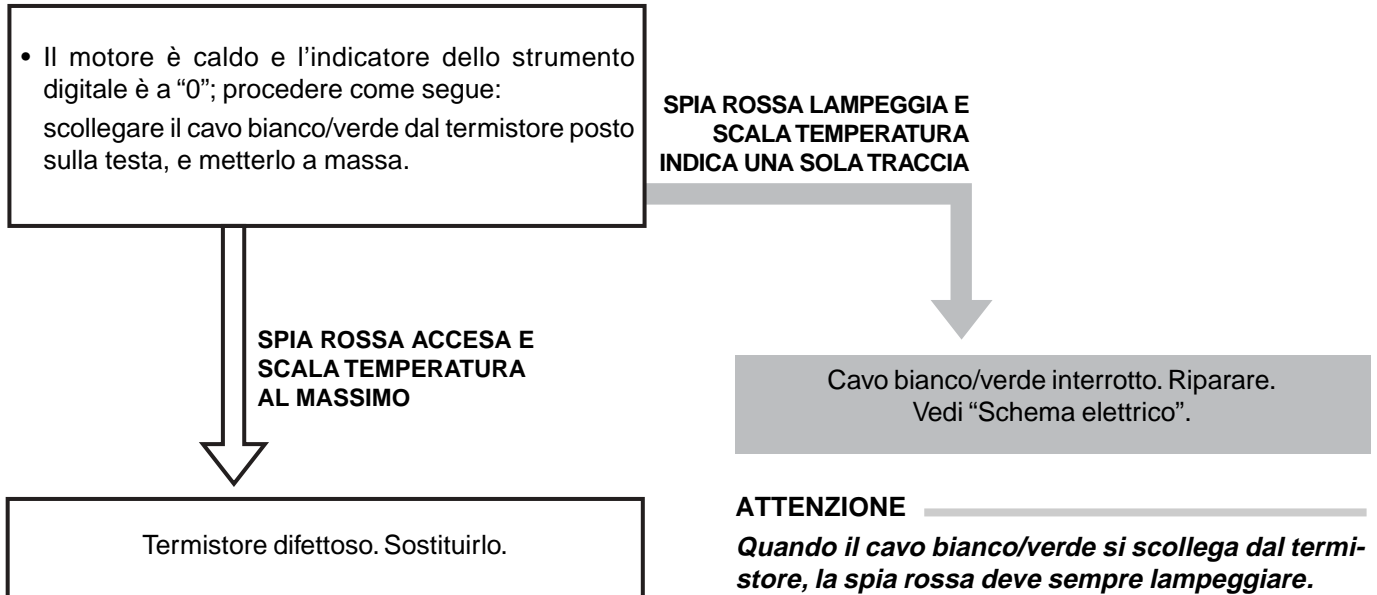 • Il motore è caldo e l'indicatore dello strumento
digitale è a “0”; procedere come segue:
scollegare il cavo bianco/verde dal termistore posto
sulla testa, e metterlo a massa.
SPIA ROSSA LAMPEGGIA E
SCALA TEMPERATURA
INDICA UNA SOLA TRACCIA
SPIA ROSSA ACCESA E
SCALA TEMPERATURA
AL MASSIMO
Cavo bianco/verde interrotto. Riparare.
Vedi “Schema elettrico”.
Termistore difettoso. Sostituirlo.
ATTENZIONE
Quando il cavo bianco/verde si scollega dal termi-
store, la spia rossa deve sempre lampeggiare.